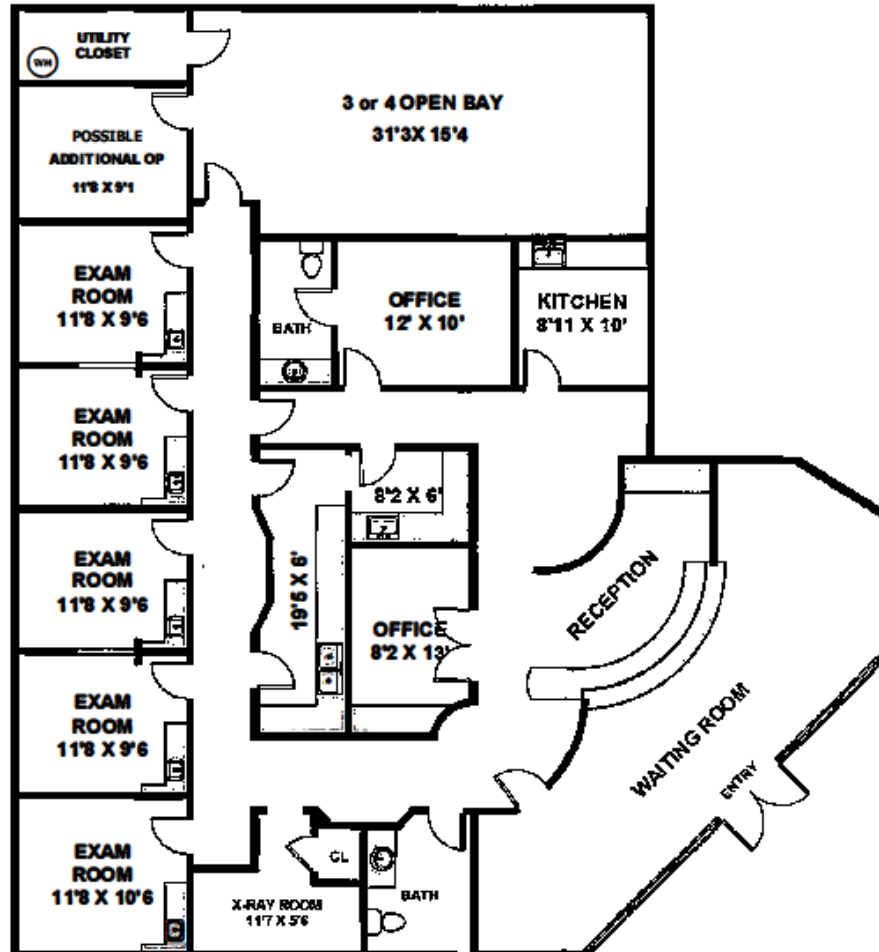 UTILITY
CLOSET
WH
3 or 4 OPEN BAY
31'3X 15'4
POSSIBLE
ADDITIONAL OP
11'8 X 9'1
EXAM
ROOM
11'8 X 9'6
BATH
OFFICE
12' X 10'
KITCHEN
8'11 X 10'
EXAM
ROOM
11'8 X 9'6
8'2 X 6'
19'5 X 6'
EXAM
ROOM
11'8 X 9'6
OFFICE
8'2 X 13'
RECEPTION
EXAM
ROOM
11'8 X 9'6
WAITING ROOM
ENTRY
EXAM
ROOM
11'8 X 10'6
CL
X-RAY ROOM
11'7 X 5'6
BATH